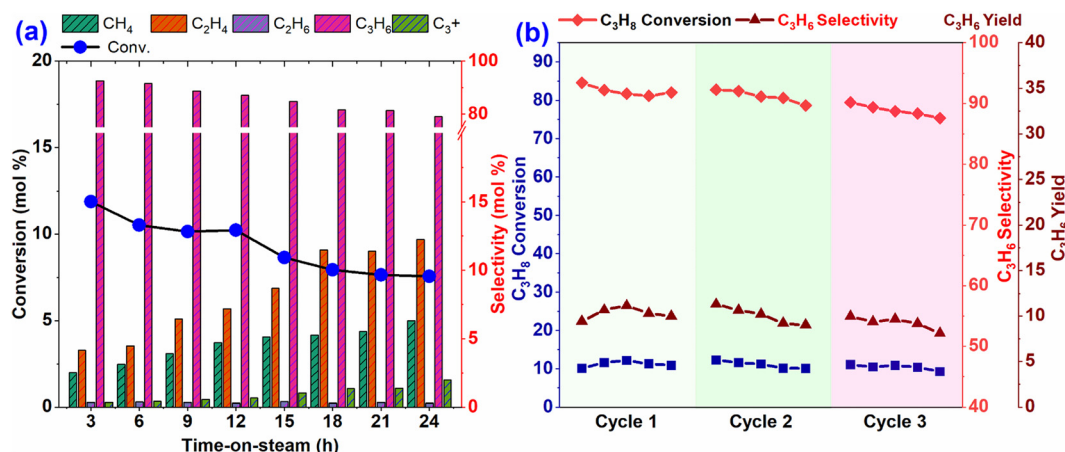 (a)
CH₄ C₂H₄ C₂H₆ C₃H₆ C₃+
Conv.
20
15
10
5
0
Conversion (mol %)
100
80
15
10
5
0
Selectivity (mol %)
3 6 9 12 15 18 21 24
Time-on-steam (h)
(b)
C₃H₈ Conversion C₃H₆ Selectivity C₃H₆ Yield
90
80
70
60
50
40
30
20
10
0
C₃H₈ Conversion
100
90
80
70
60
50
40
C₃H₆ Selectivity
40
35
30
25
20
15
10
5
0
C₃H₆ Yield
Cycle 1 Cycle 2 Cycle 3